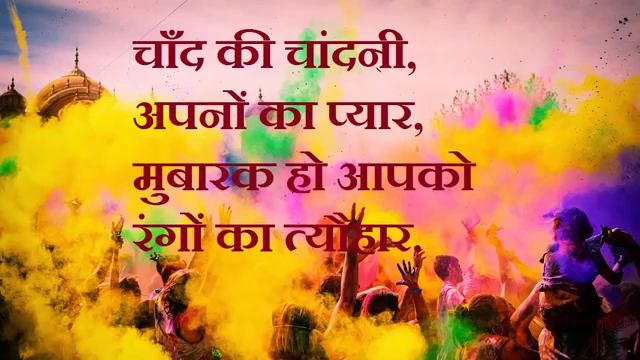 चाँद की चांदनी,
अपनों का प्यार,
मुबारक हो आपको
रंगों का त्यौहार.